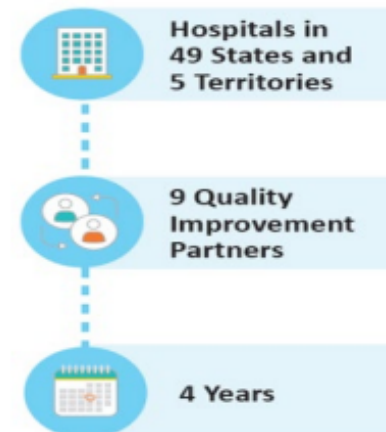 Hospitals in
49 States and
5 Territories
9 Quality
Improvement
Partners
4 Years